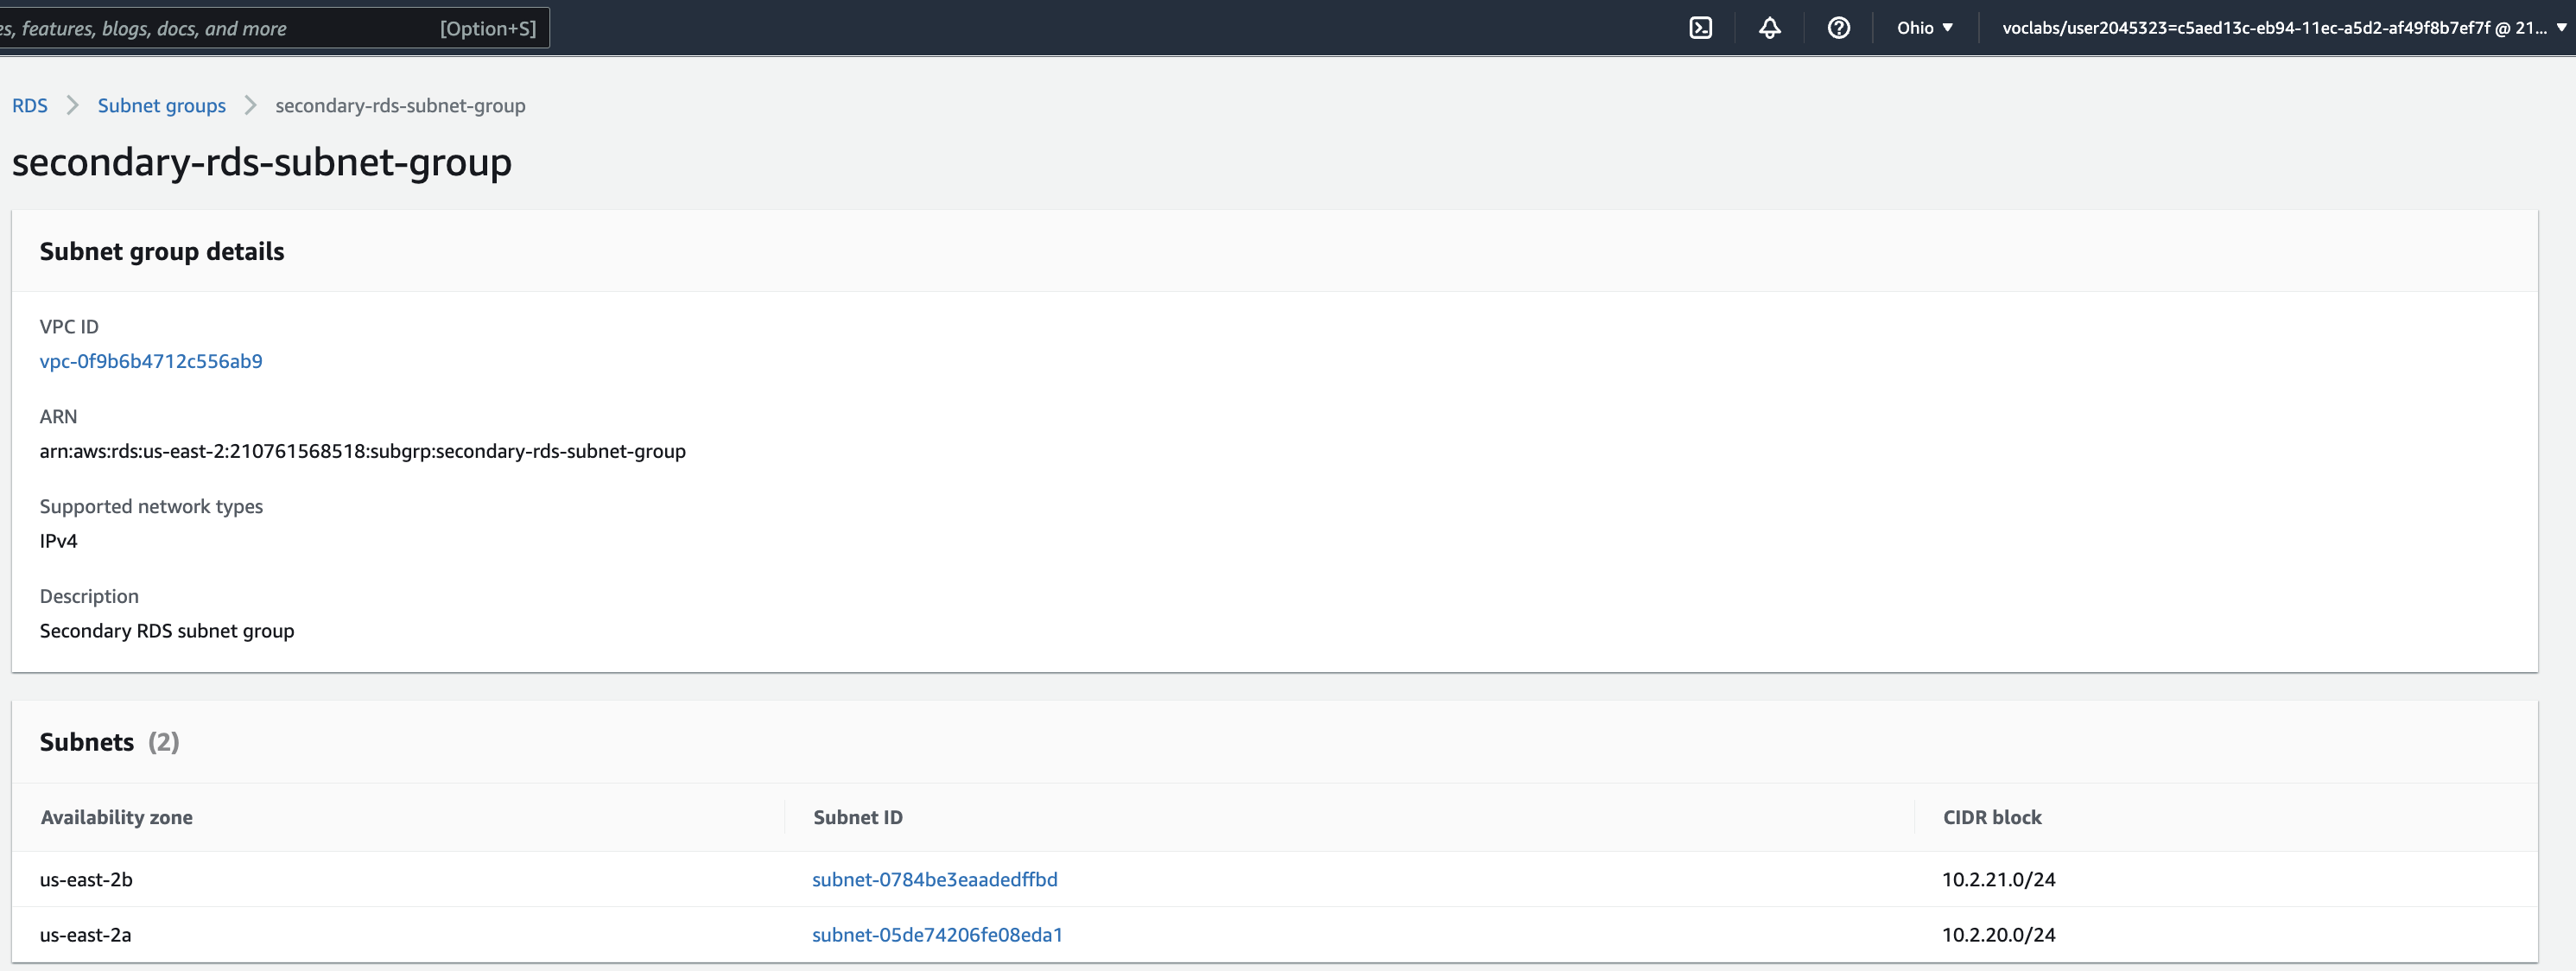 es, features, blogs, docs, and more [Option+S] Ohio voclabs/user2045323=c5aed13c-eb94-11ec-a5d2-af49f8b7ef7f @ 21...
RDS Subnet groups secondary-rds-subnet-group
secondary-rds-subnet-group
Subnet group details
VPC ID
vpc-0f9b6b4712c556ab9
ARN
arn:aws:rds:us-east-2:210761568518:subgrp:secondary-rds-subnet-group
Supported network types
IPv4
Description
Secondary RDS subnet group
Subnets (2)
Availability zone Subnet ID CIDR block
us-east-2b subnet-0784be3eaadedffbd 10.2.21.0/24
us-east-2a subnet-05de74206fe08eda1 10.2.20.0/24